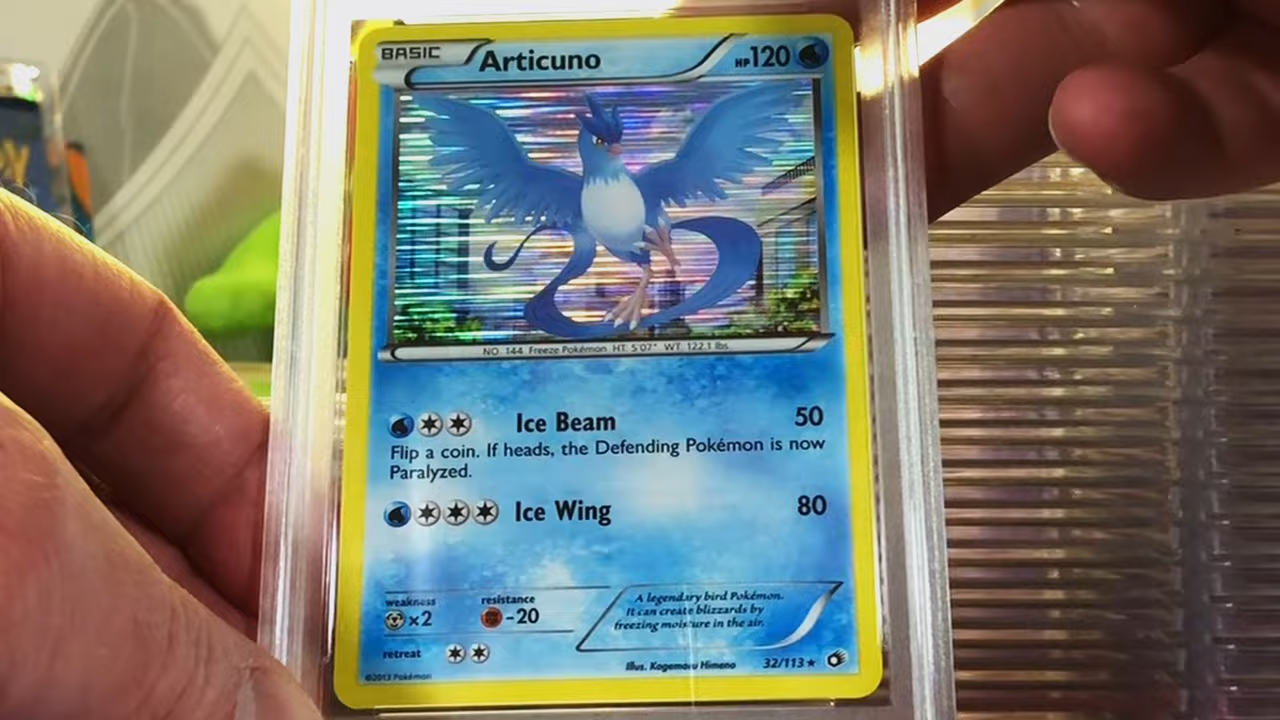 BASIC
Articuno
HP120
NO. 144 Freeze Pokémon HT: 5'07" WT: 122.1 lbs.
Ice Beam 50
Flip a coin. If heads, the Defending Pokémon is now
Paralyzed.
Ice Wing 80
weakness
×2
resistance
-20
retreat
A legendary bird Pokémon.
It can create blizzards by
freezing moisture in the air.
Illus. Kagemaru Himeno
32/113
©2013 Pokémon